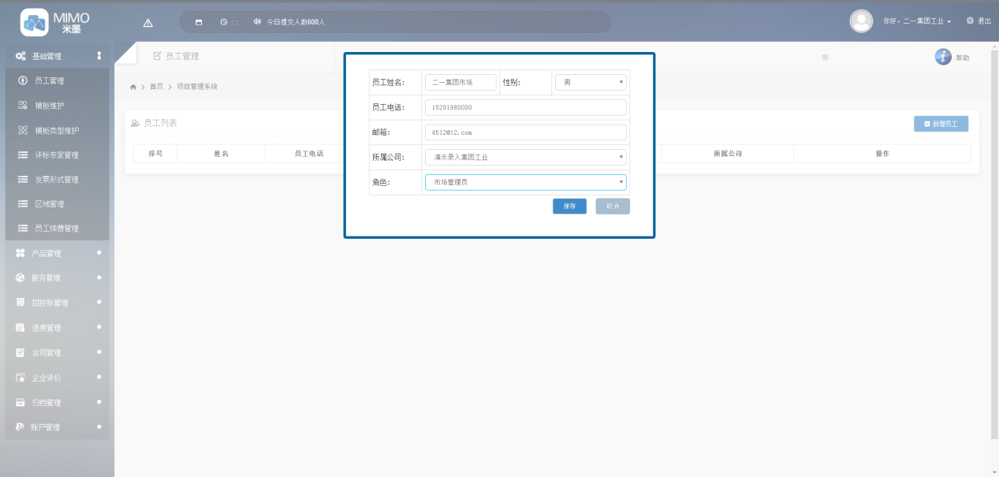 MIMO
米墨
今日提交人数600人
你好，二一集团工业
退出
基础管理
员工管理
模板维护
模板类型维护
评标专家管理
发票形式管理
区域管理
员工续费管理
产品管理
服务管理
招投标管理
进度管理
合同管理
企业评价
归档管理
账户管理
员工管理
帮助
首页 > 项目管理系统
员工列表
新增员工
序号 姓名 员工电话 所属公司 操作
员工姓名: 二一集团市场 性别: 男
员工电话: 15291980000
邮箱: 4512@12.com
所属公司: 演示录入集团工业
角色: 市场管理员
保存 取消